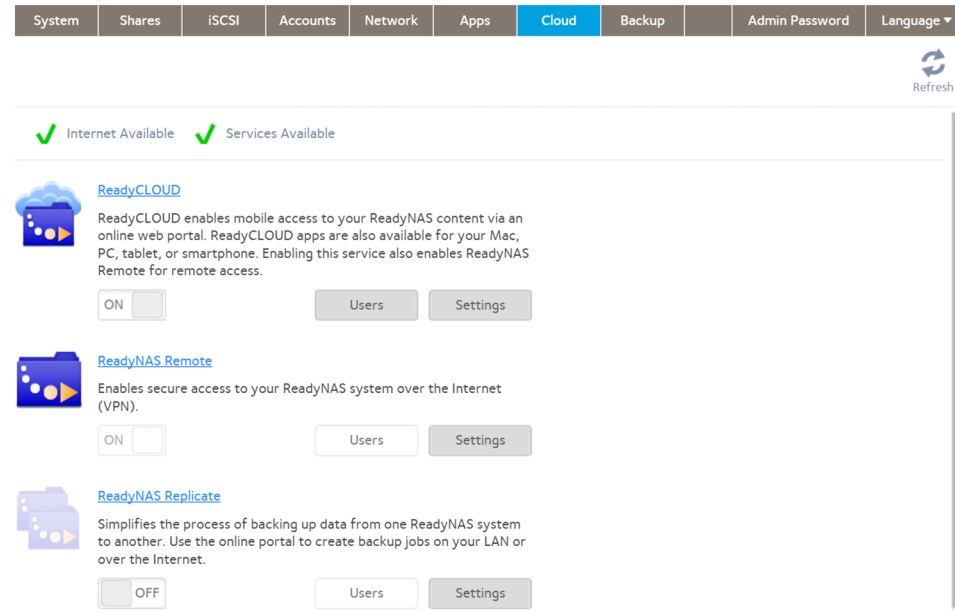 System Shares iSCSI Accounts Network Apps Cloud Backup Admin Password Language
Refresh
Internet Available Services Available
ReadyCLOUD
ReadyCLOUD enables mobile access to your ReadyNAS content via an
online web portal. ReadyCLOUD apps are also available for your Mac,
PC, tablet, or smartphone. Enabling this service also enables ReadyNAS
Remote for remote access.
ON Users Settings
ReadyNAS Remote
Enables secure access to your ReadyNAS system over the Internet
(VPN).
ON Users Settings
ReadyNAS Replicate
Simplifies the process of backing up data from one ReadyNAS system
to another. Use the online portal to create backup jobs on your LAN or
over the Internet.
OFF Users Settings